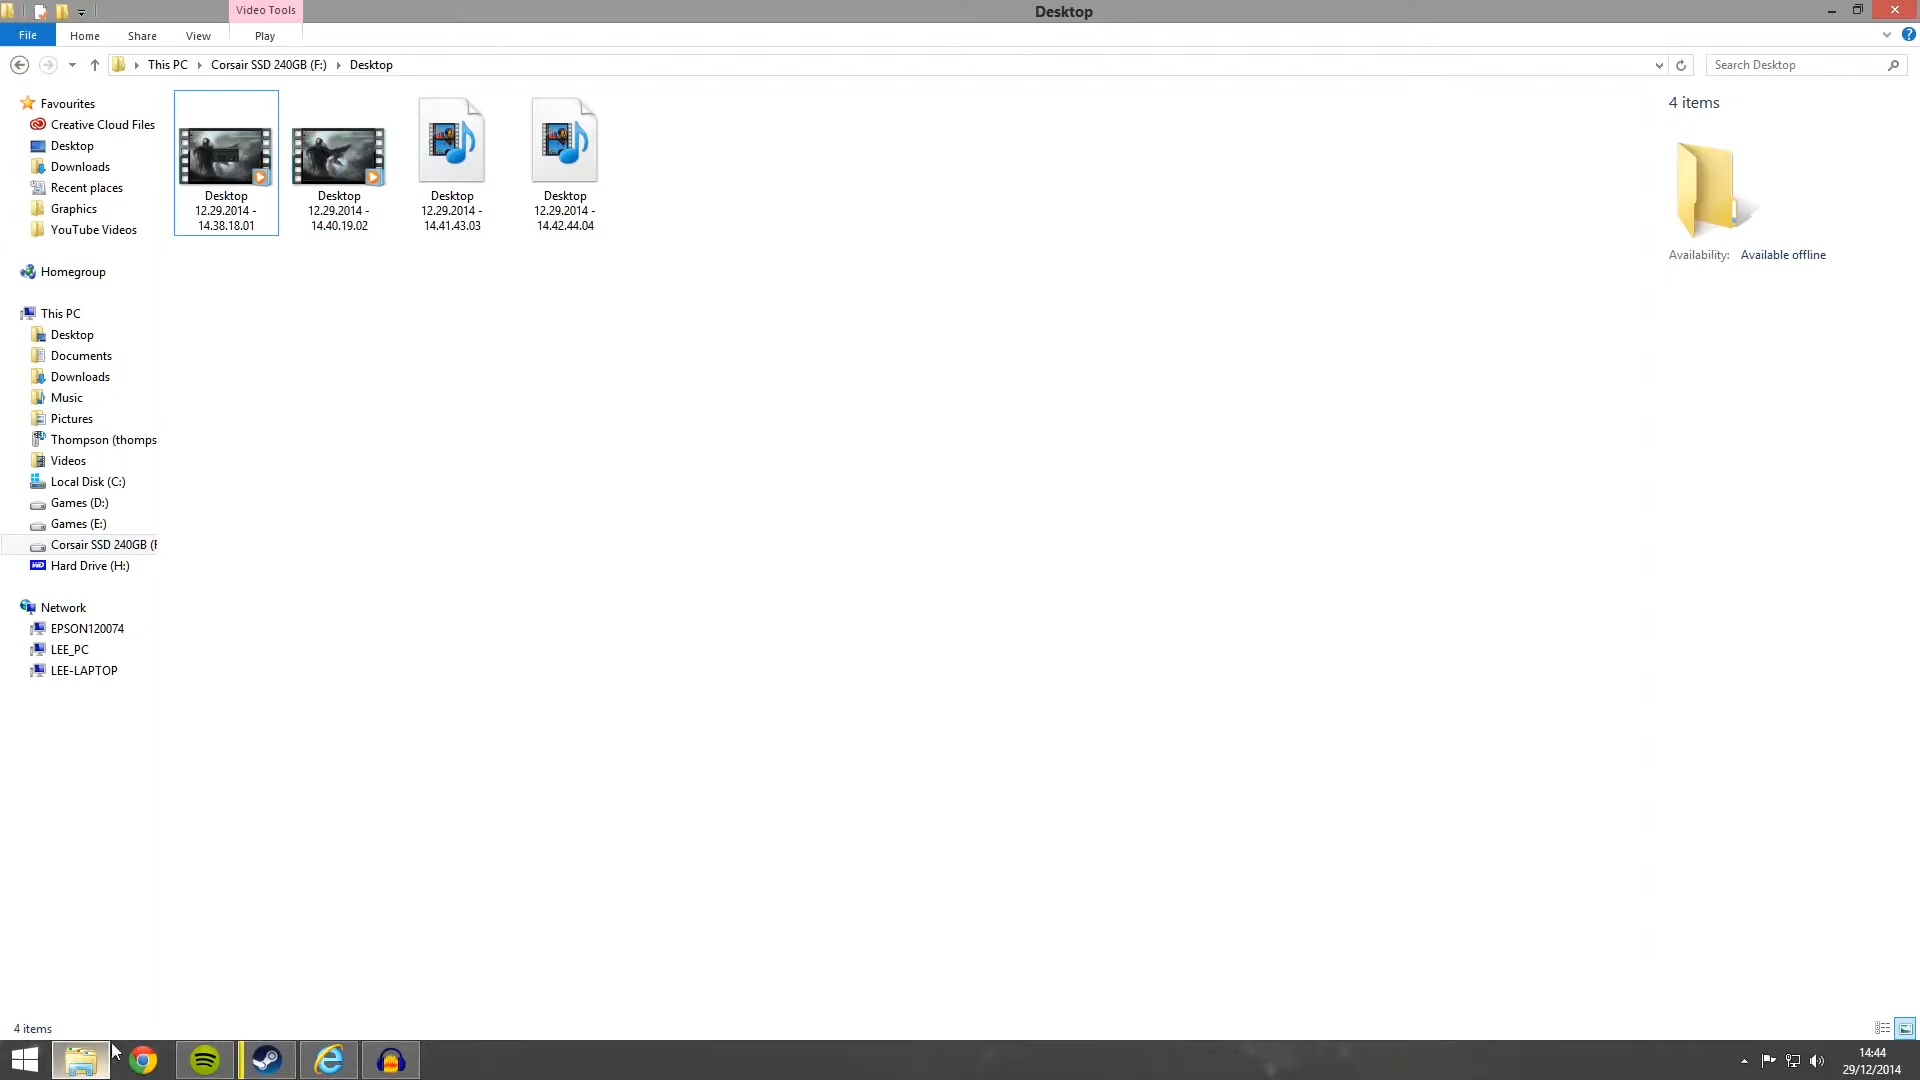 Video Tools
Desktop
File
Home
Share
View
Play
This PC
Corsair SSD 240GB (F:)
Desktop
Search Desktop
Favourites
Creative Cloud Files
Desktop
Downloads
Recent places
Graphics
YouTube Videos
Homegroup
This PC
Desktop
Documents
Downloads
Music
Pictures
Thompson (thomps
Videos
Local Disk (C:)
Games (D:)
Games (E:)
Corsair SSD 240GB (F
Hard Drive (H:)
Network
EPSON120074
LEE_PC
LEE-LAPTOP
Desktop
12.29.2014 -
14.38.18.01
Desktop
12.29.2014 -
14.40.19.02
Desktop
12.29.2014 -
14.41.43.03
Desktop
12.29.2014 -
14.42.44.04
4 items
Availability: Available offline
4 items
14:44
29/12/2014